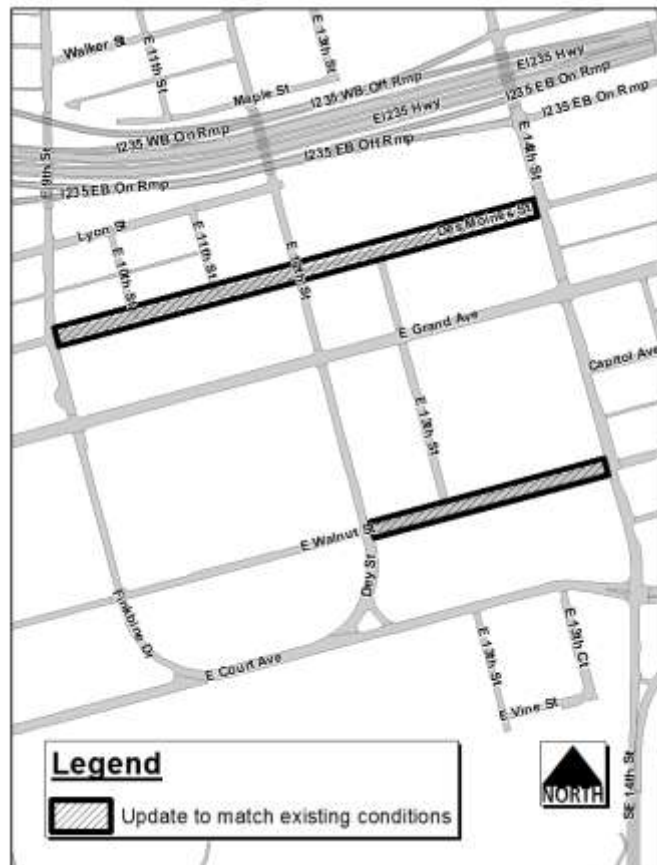 Walker St
E 11th St
E 13th St
Maple St
I235 WB Off Rmp
EI235 Hwy
I235 EB On Rmp
EI235 Hwy
I235 EB On Rmp
I235 WB On Rmp
I235 EB Off Rmp
E 9th St
I235 EB On Rmp
E 14th St
Lyon St
E 10th St
E 11th St
E 12th St
Des Moines St
E Grand Ave
Capitol Ave
E 13th St
E Walnut St
Dey St
Finkbine Dr
E Court Ave
E 13th St
E 13th Ct
E Vine St
SE 14th St
Legend
Update to match existing conditions
NORTH